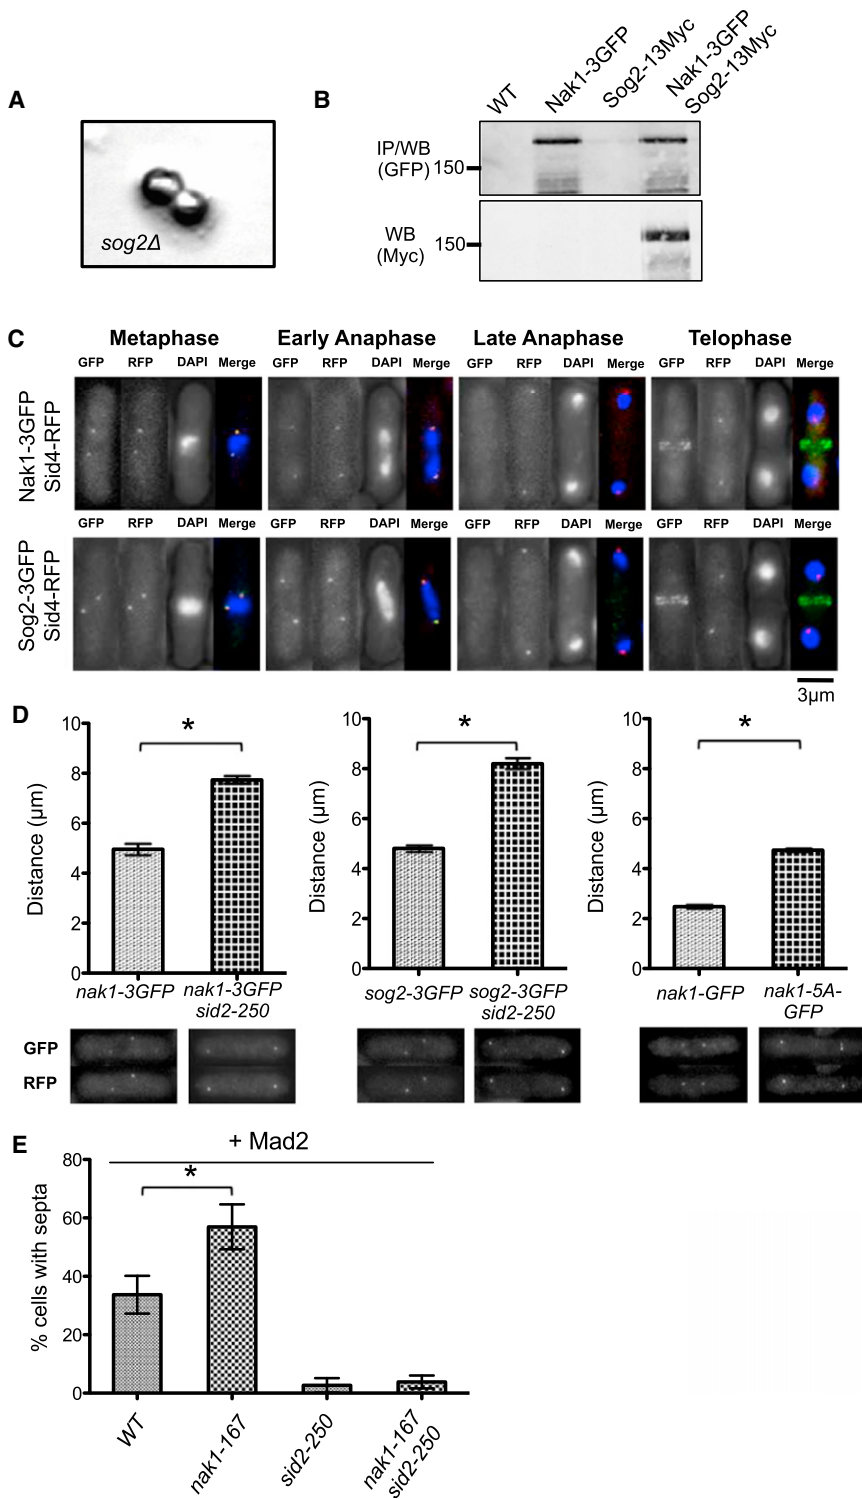 A
sog2Δ
B
WT
Nak1-3GFP
Sog2-13Myc
Nak1-3GFP
Sog2-13Myc
IP/WB
(GFP)
150
WB
(Myc)
150
C
Metaphase
Early Anaphase
Late Anaphase
Telophase
GFP RFP DAPI Merge
GFP RFP DAPI Merge
GFP RFP DAPI Merge
GFP RFP DAPI Merge
Nak1-3GFP
Sid4-RFP
GFP RFP DAPI Merge
GFP RFP DAPI Merge
GFP RFP DAPI Merge
GFP RFP DAPI Merge
Sog2-3GFP
Sid4-RFP
3μm
D
Distance (μm)
10
8
6
4
2
0
*
nak1-3GFP
nak1-3GFP
sid2-250
Distance (μm)
10
8
6
4
2
0
*
sog2-3GFP
sog2-3GFP
sid2-250
Distance (μm)
10
8
6
4
2
0
*
nak1-GFP
nak1-5A-
GFP
GFP
RFP
E
+ Mad2
% cells with septa
80
60
40
20
0
*
WT
nak1-167
sid2-250
nak1-167
sid2-250